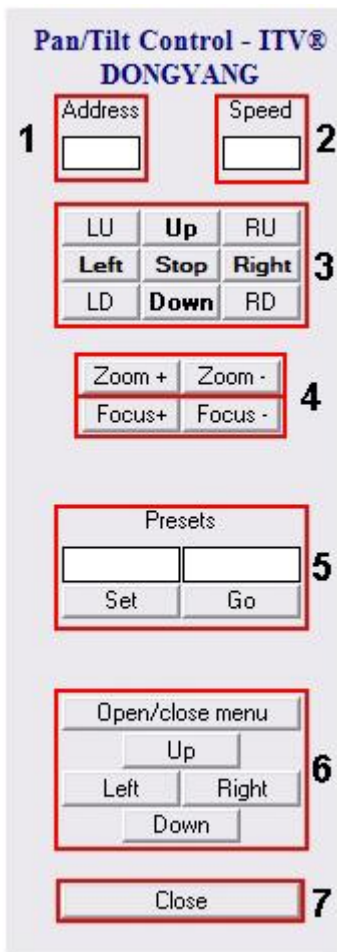 Pan/Tilt Control - ITV®
DONGYANG
1 Address Speed 2
LU Up RU
Left Stop Right 3
LD Down RD
Zoom + Zoom - 4
Focus+ Focus -
Presets
5
Set Go
Open/close menu
Up 6
Left Right
Down
Close 7